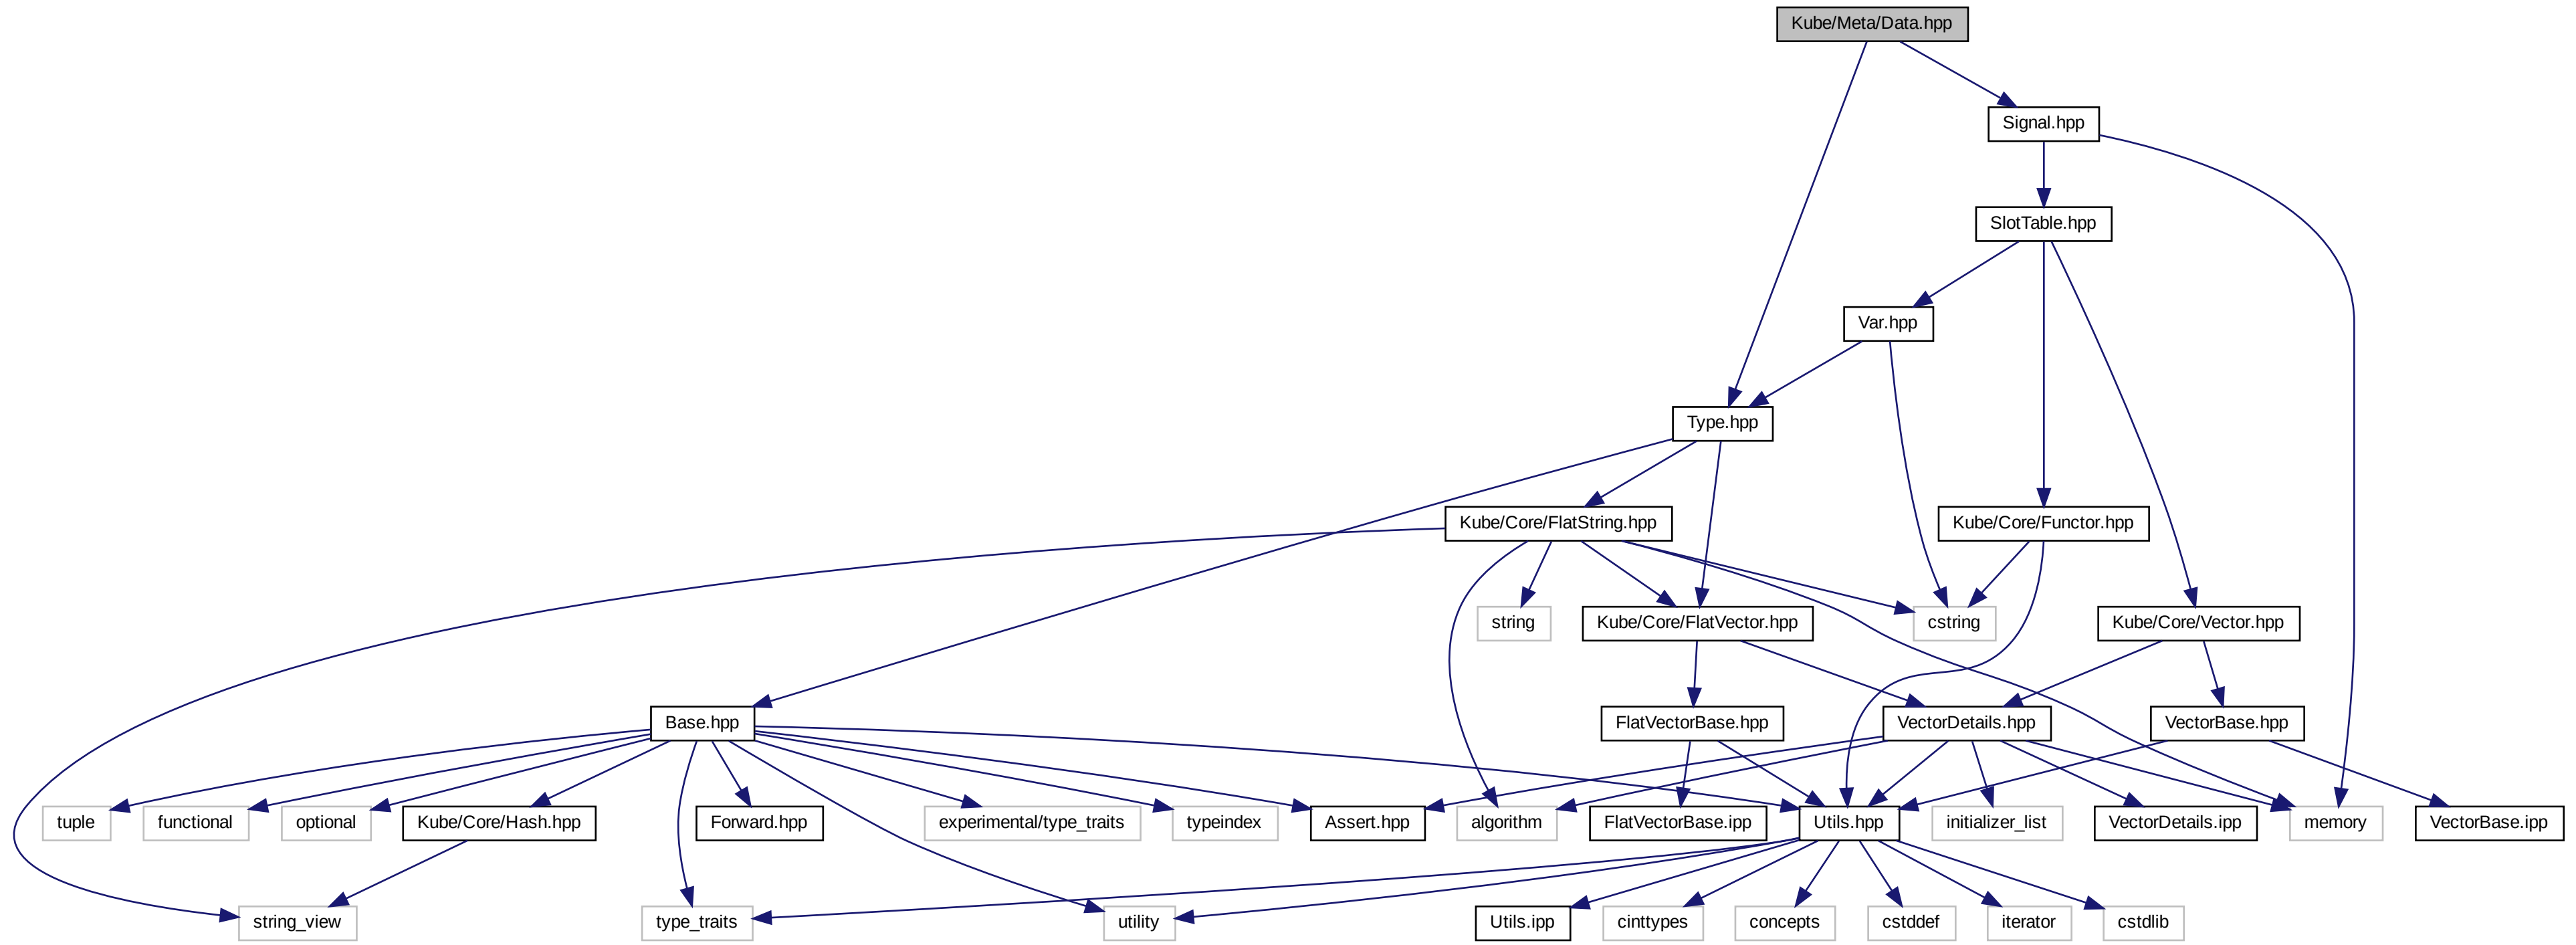 Kube/Meta/Data.hpp
Signal.hpp
SlotTable.hpp
Var.hpp
Type.hpp
Kube/Core/FlatString.hpp
Kube/Core/Functor.hpp
string
Kube/Core/FlatVector.hpp
cstring
Kube/Core/Vector.hpp
Base.hpp
FlatVectorBase.hpp
VectorDetails.hpp
VectorBase.hpp
tuple
functional
optional
Kube/Core/Hash.hpp
Forward.hpp
experimental/type_traits
typeindex
Assert.hpp
algorithm
FlatVectorBase.ipp
Utils.hpp
initializer_list
VectorDetails.ipp
memory
VectorBase.ipp
string_view
type_traits
utility
Utils.ipp
cinttypes
concepts
cstddef
iterator
cstdlib